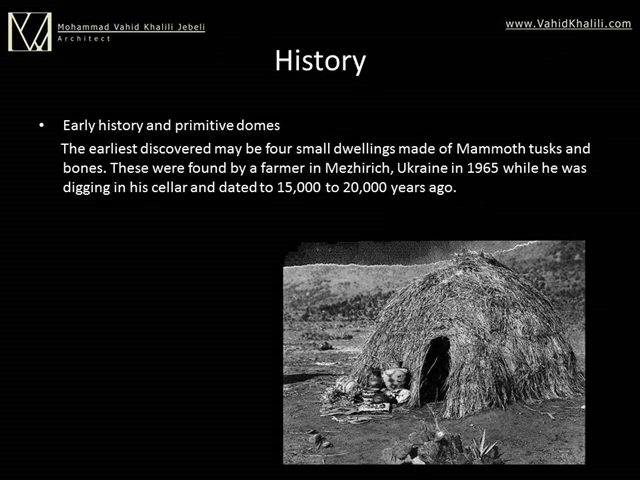 Mohammad Vahid Khalili Jebeli
Architect
www.VahidKhalili.com
History
• Early history and primitive domes
The earliest discovered may be four small dwellings made of Mammoth tusks and
bones. These were found by a farmer in Mezhirich, Ukraine in 1965 while he was
digging in his cellar and dated to 15,000 to 20,000 years ago.